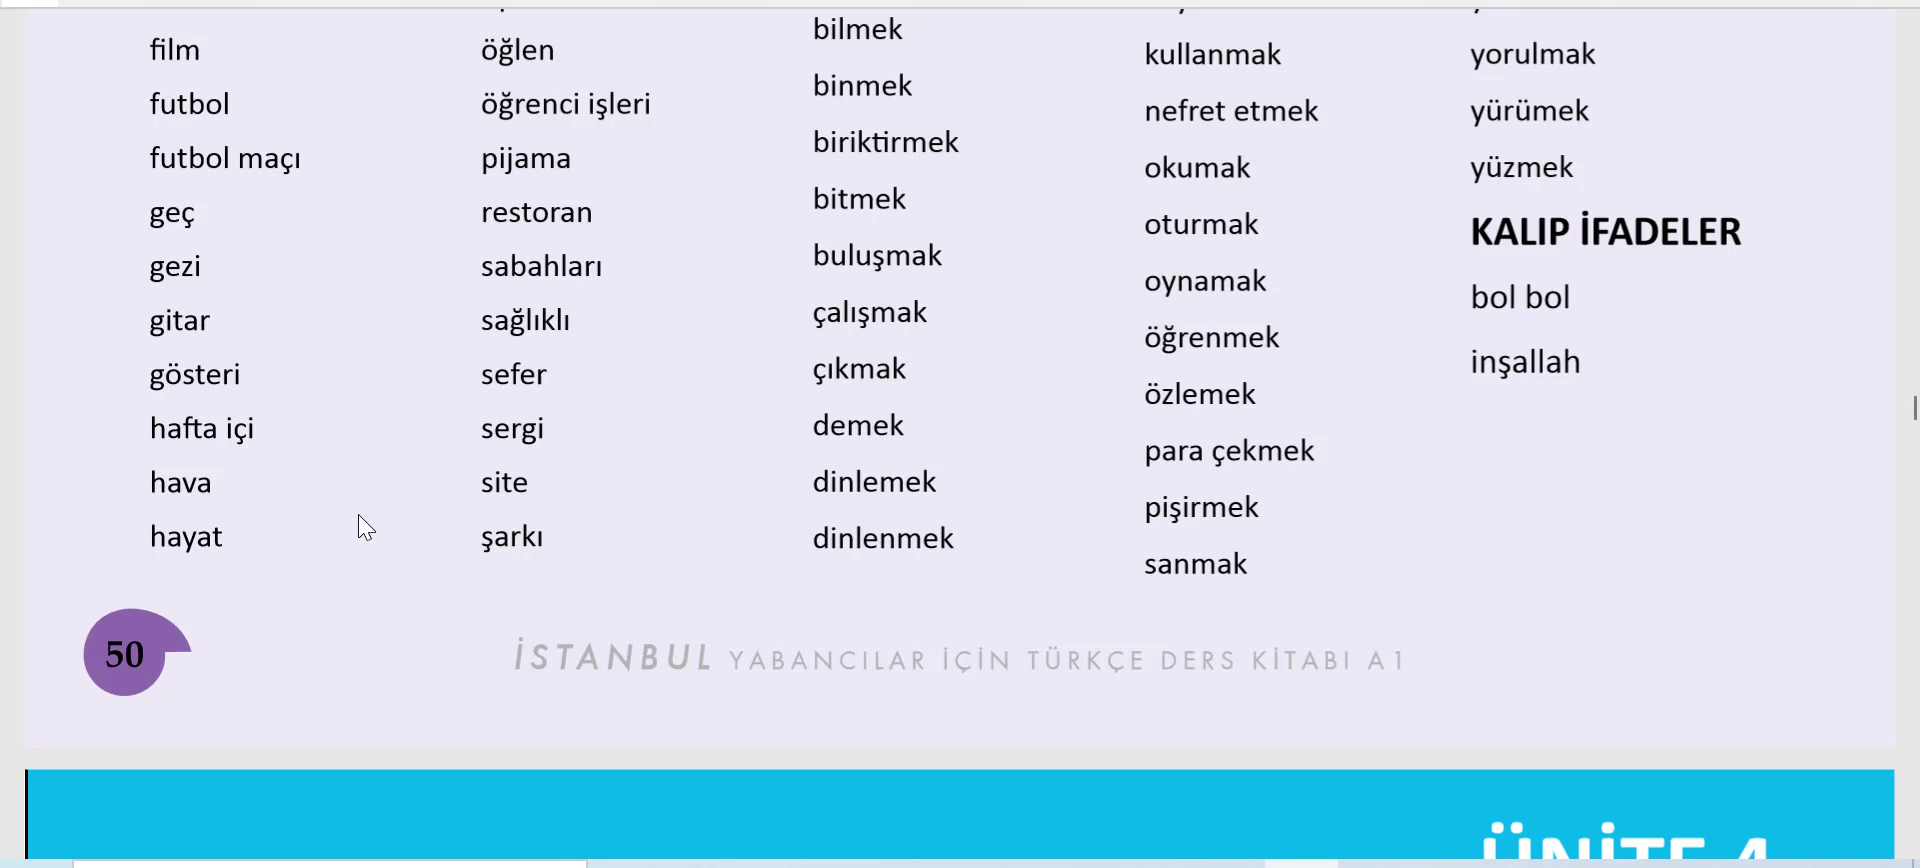 film
futbol
futbol maçı
geç
gezi
gitar
gösteri
hafta içi
hava
hayat
öğlen
öğrenci işleri
pijama
restoran
sabahları
sağlıklı
sefer
sergi
site
şarkı
bilmek
binmek
biriktirmek
bitmek
buluşmak
çalışmak
çıkmak
demek
dinlemek
dinlenmek
kullanmak
nefret etmek
okumak
oturmak
oynamak
öğrenmek
özlemek
para çekmek
pişirmek
sanmak
yorulmak
yürümek
yüzmek
KALIP İFADELER
bol bol
inşallah
50
İSTANBUL YABANCILAR İÇİN TÜRKÇE DERS KİTABI A1
ÜNİTE 4